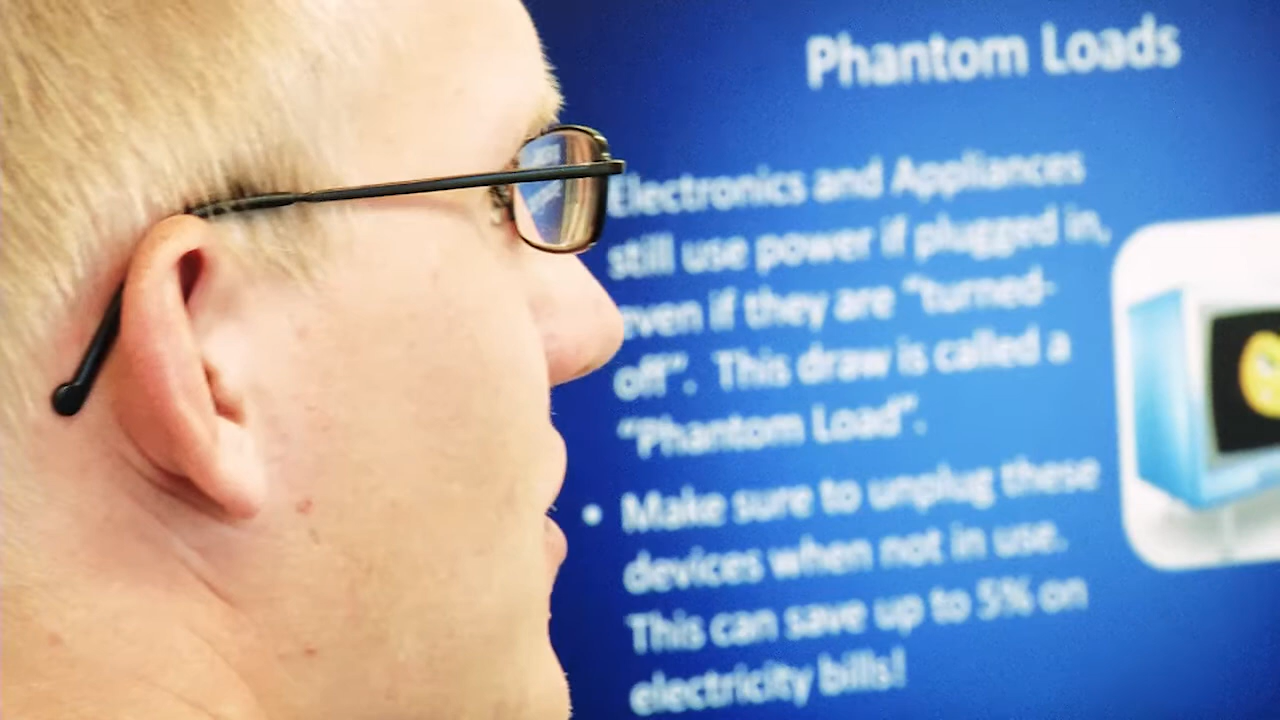 Phantom Loads
Electronics and Appliances
still use power if plugged in,
even if they are “turned-
off”. This draw is called a
“Phantom Load”.
• Make sure to unplug these
devices when not in use.
This can save up to 5% on
electricity bills!